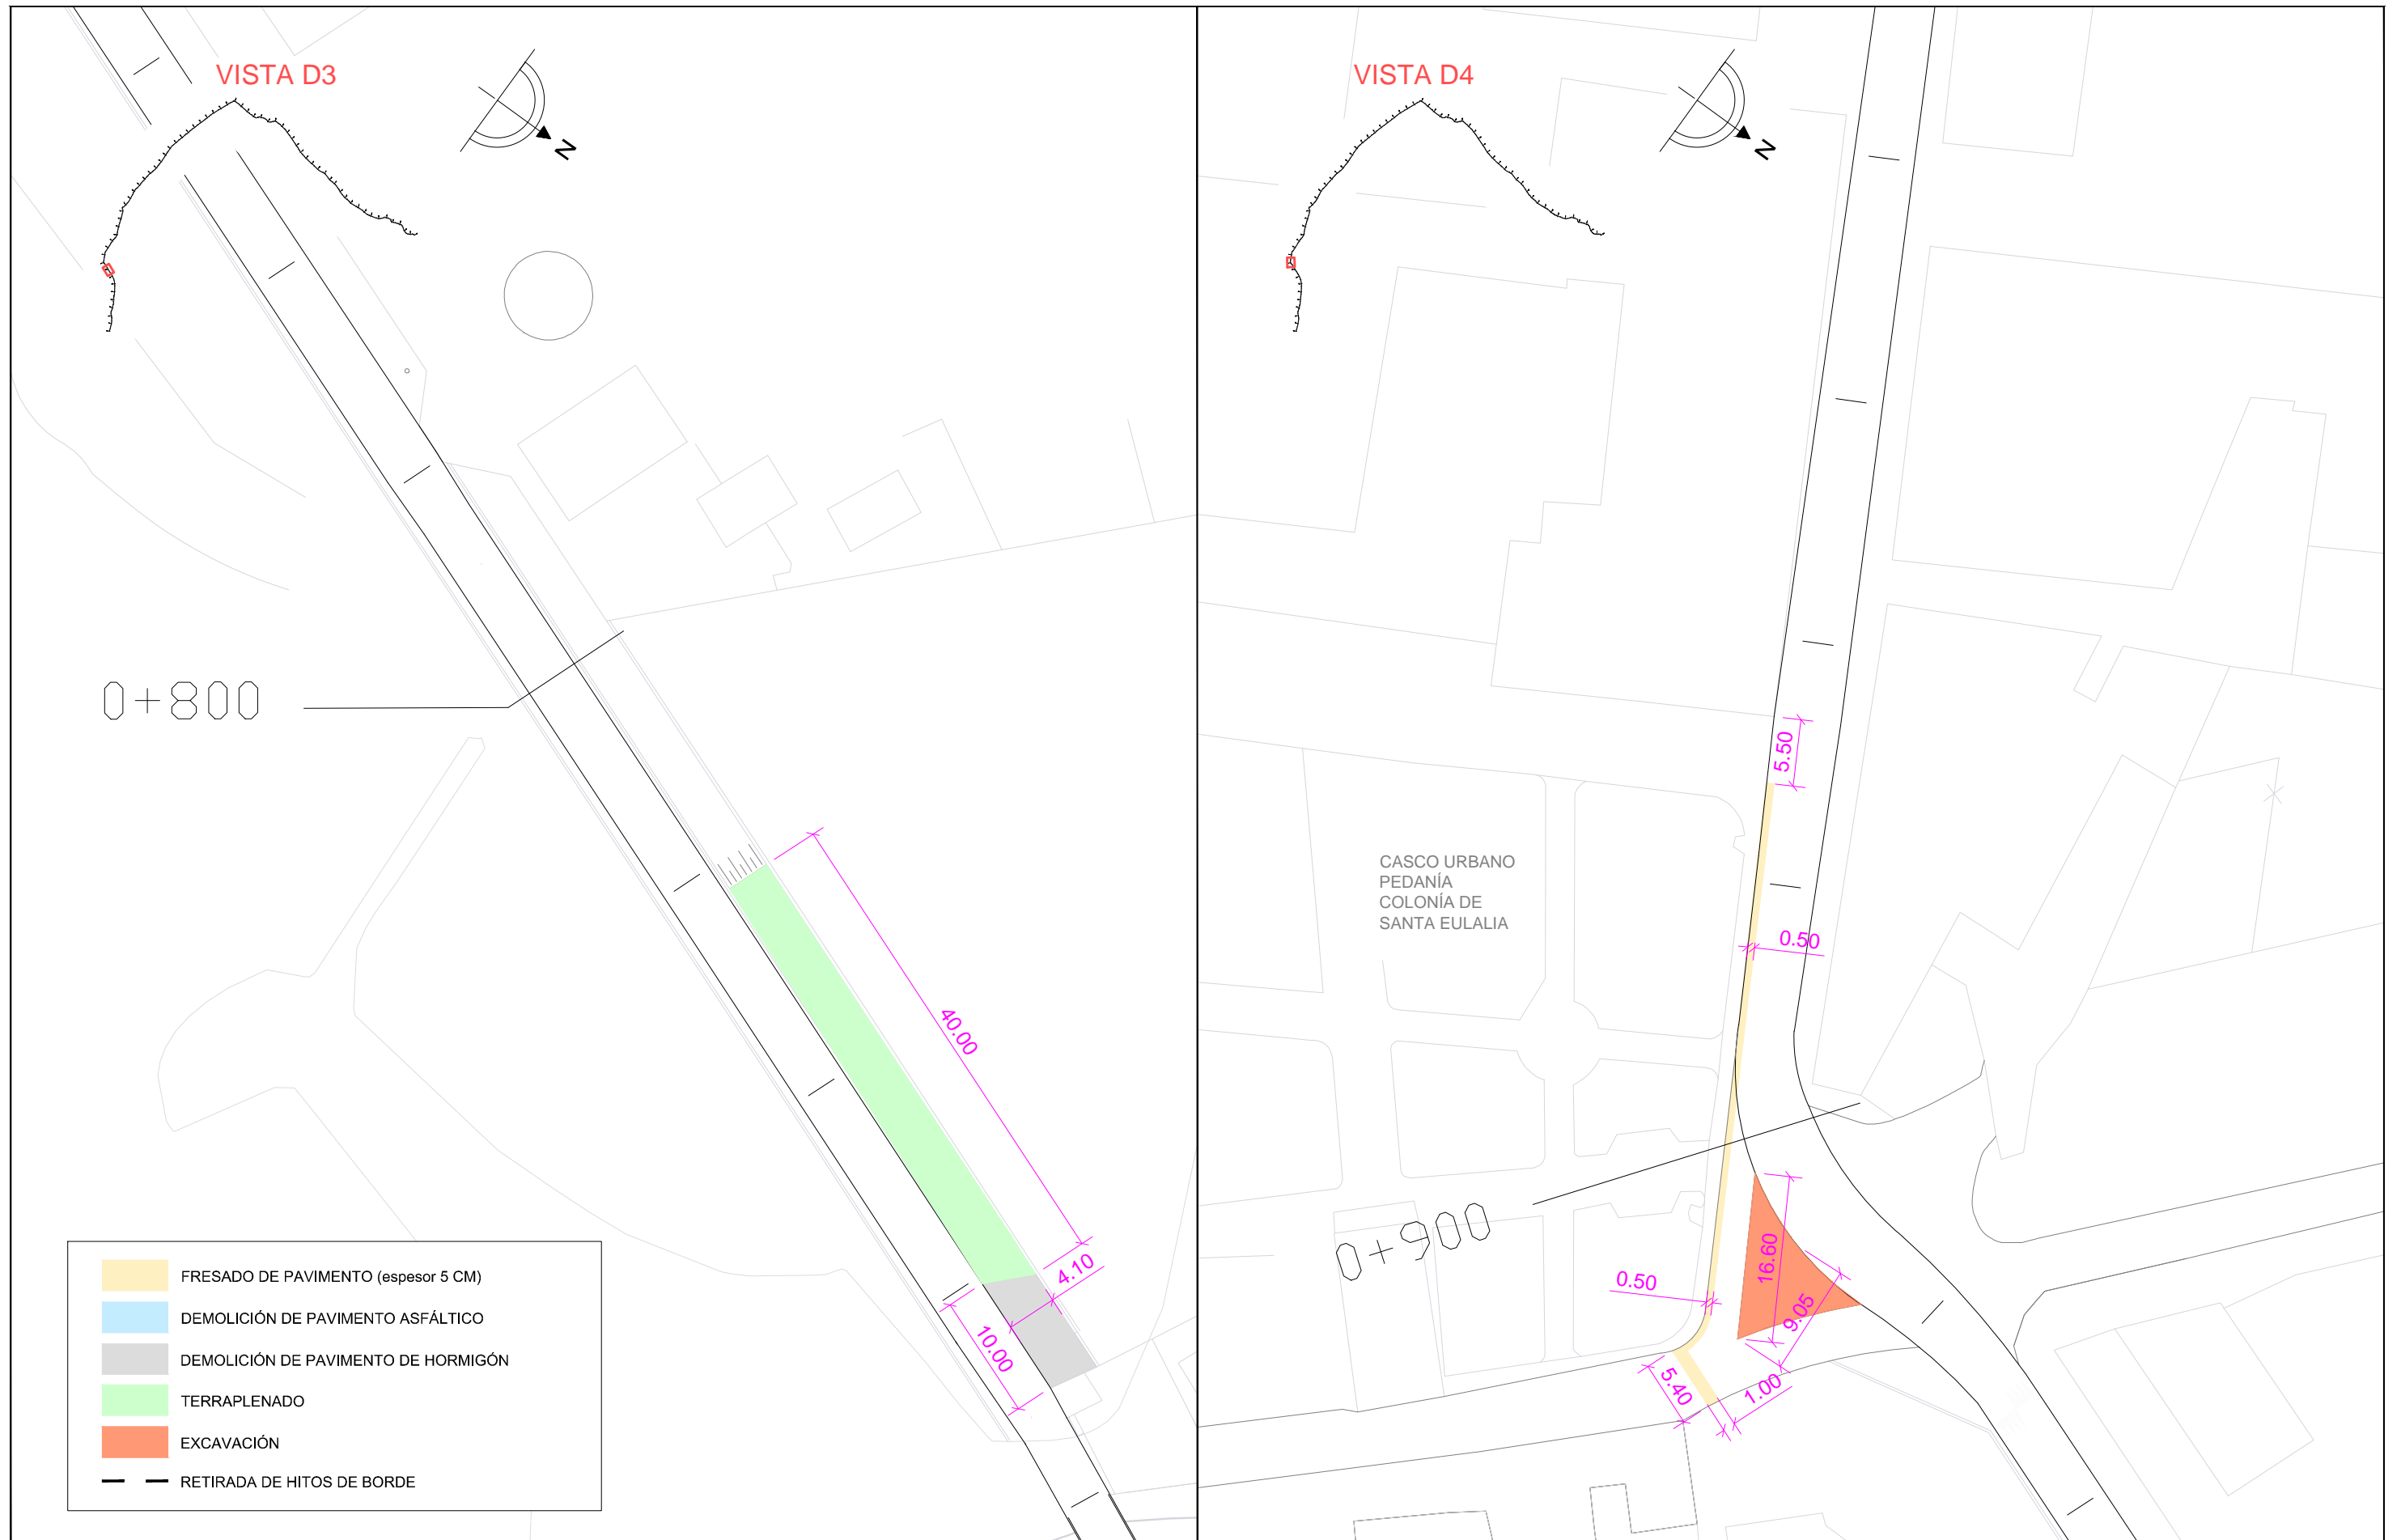 VISTA D3
N
0+800
40.00
4.10
10.00
FRESADO DE PAVIMENTO (espesor 5 CM)
DEMOLICIÓN DE PAVIMENTO ASFÁLTICO
DEMOLICIÓN DE PAVIMENTO DE HORMIGÓN
TERRAPLENADO
EXCAVACIÓN
RETIRADA DE HITOS DE BORDE
VISTA D4
N
5.50
CASCO URBANO
PEDANÍA
COLONÍA DE
SANTA EULALIA
0.50
0+900
16.60
0.50
9.05
5.40
1.00